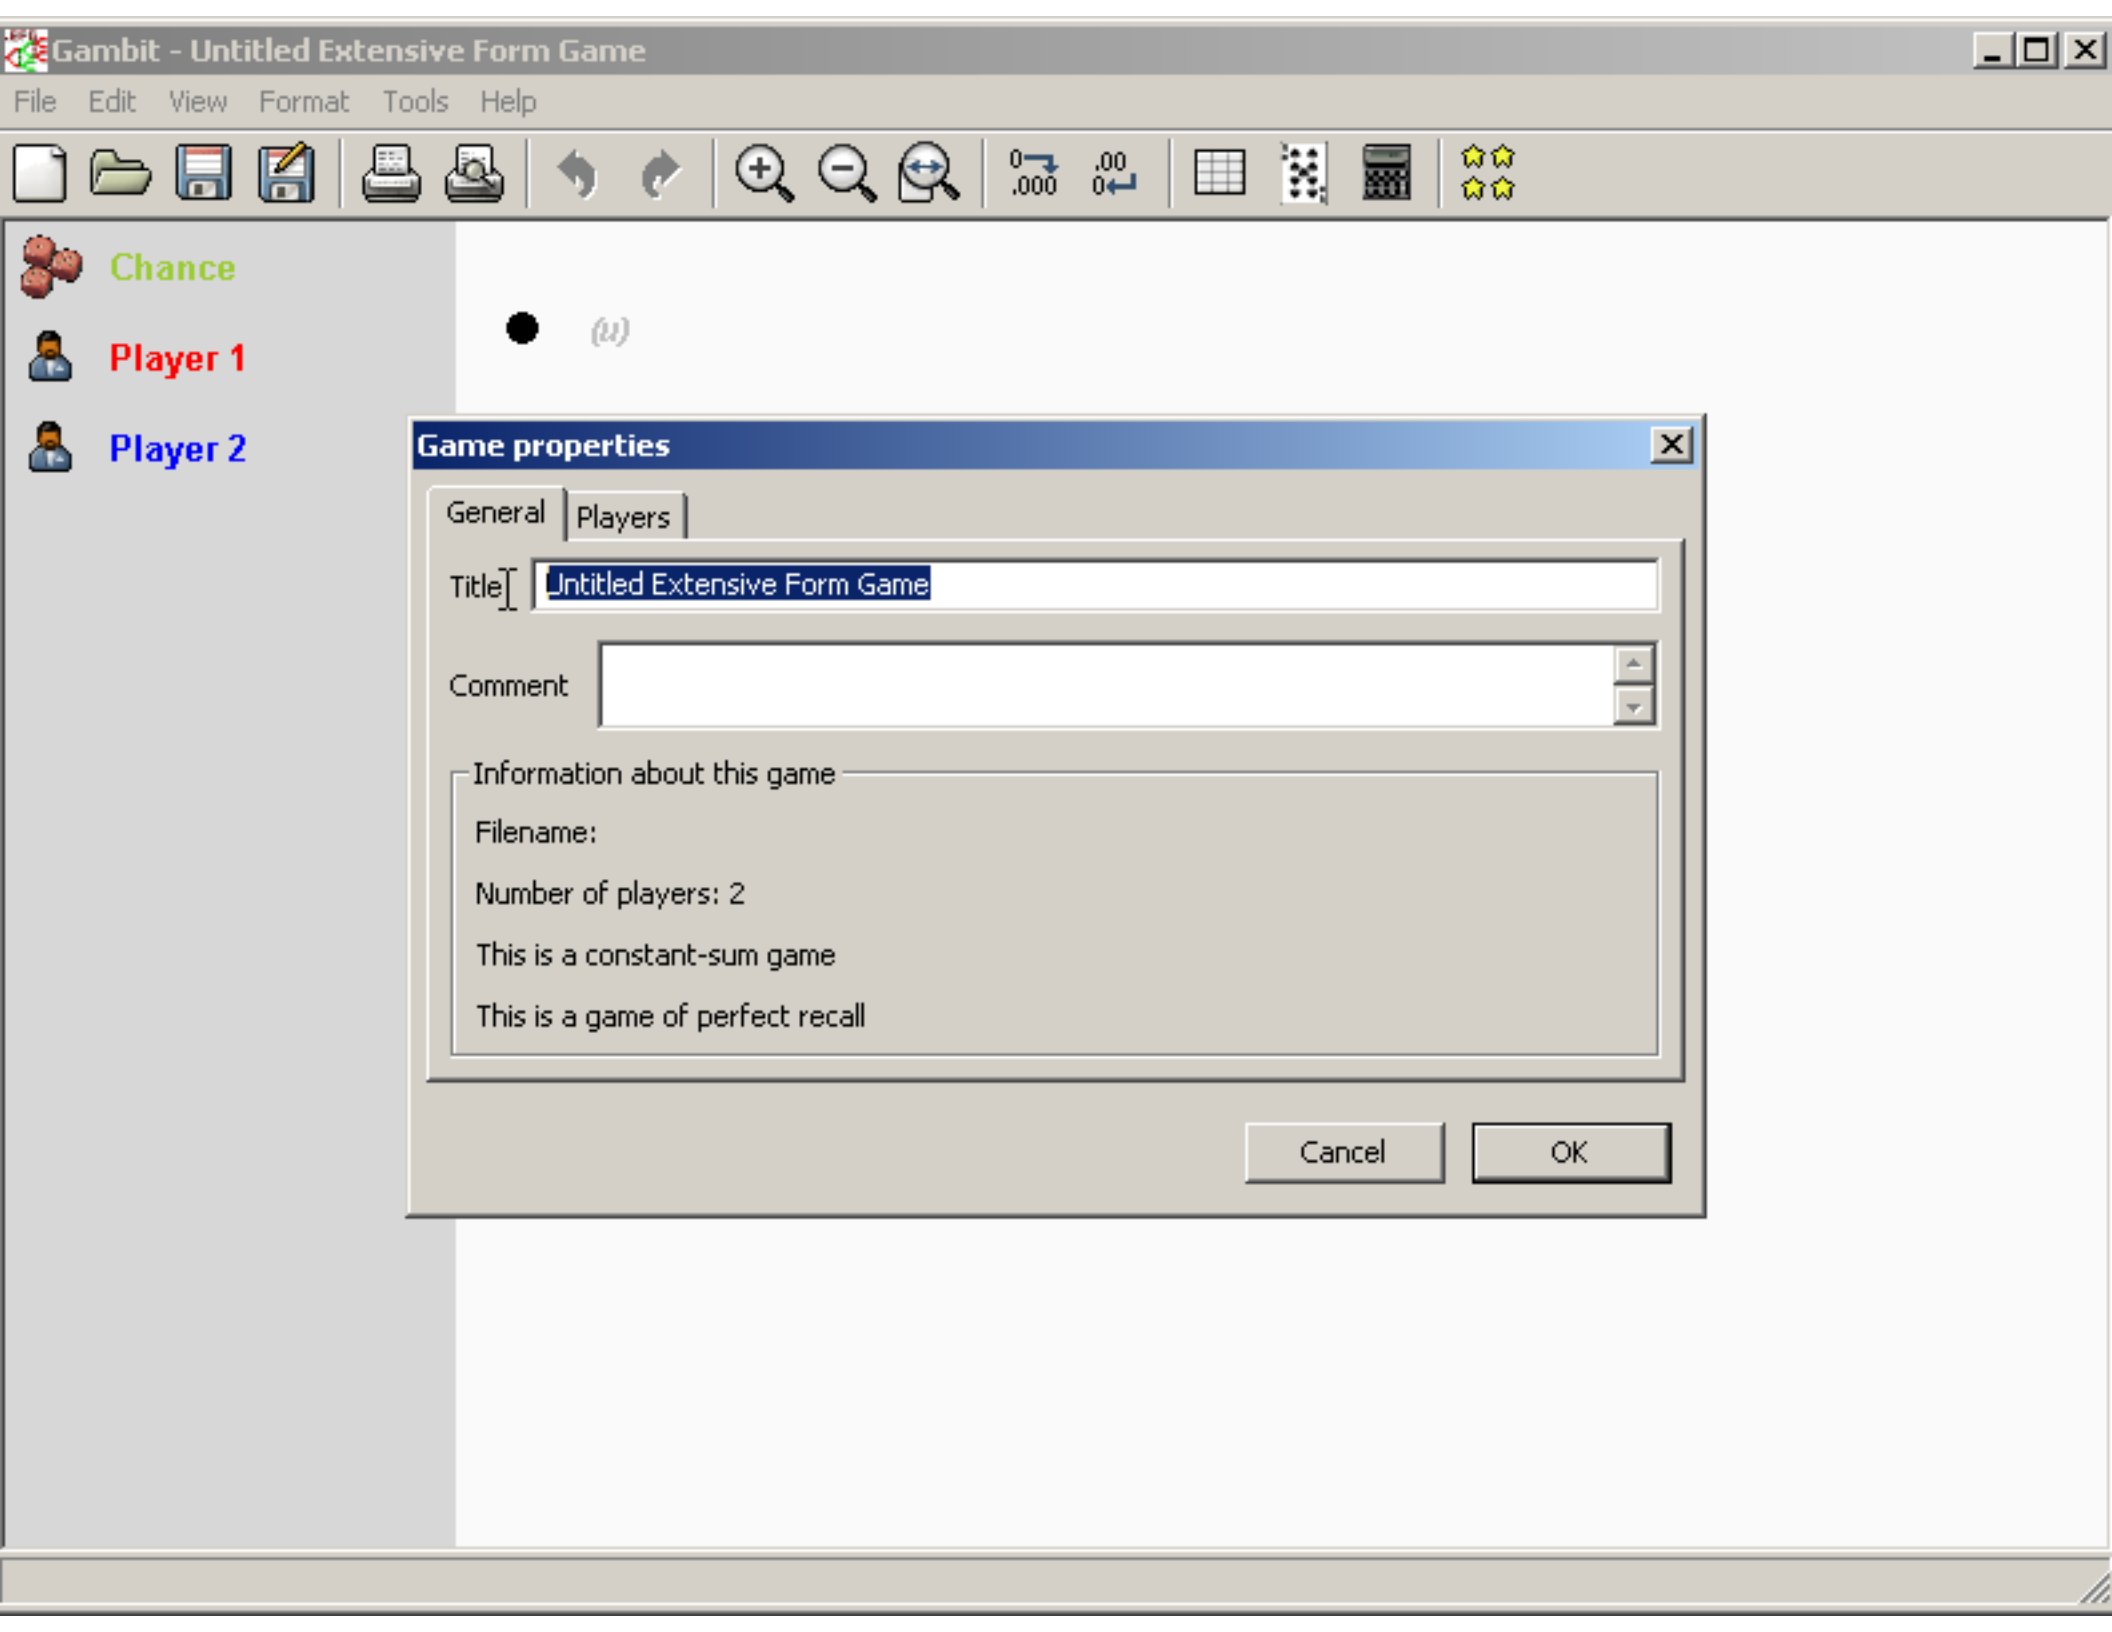 Gambit - Untitled Extensive Form Game
File Edit View Format Tools Help
0 .000 .00 0
Chance
(u)
Player 1
Player 2
Game properties
General Players
Title Untitled Extensive Form Game
Comment
Information about this game
Filename:
Number of players: 2
This is a constant-sum game
This is a game of perfect recall
Cancel OK